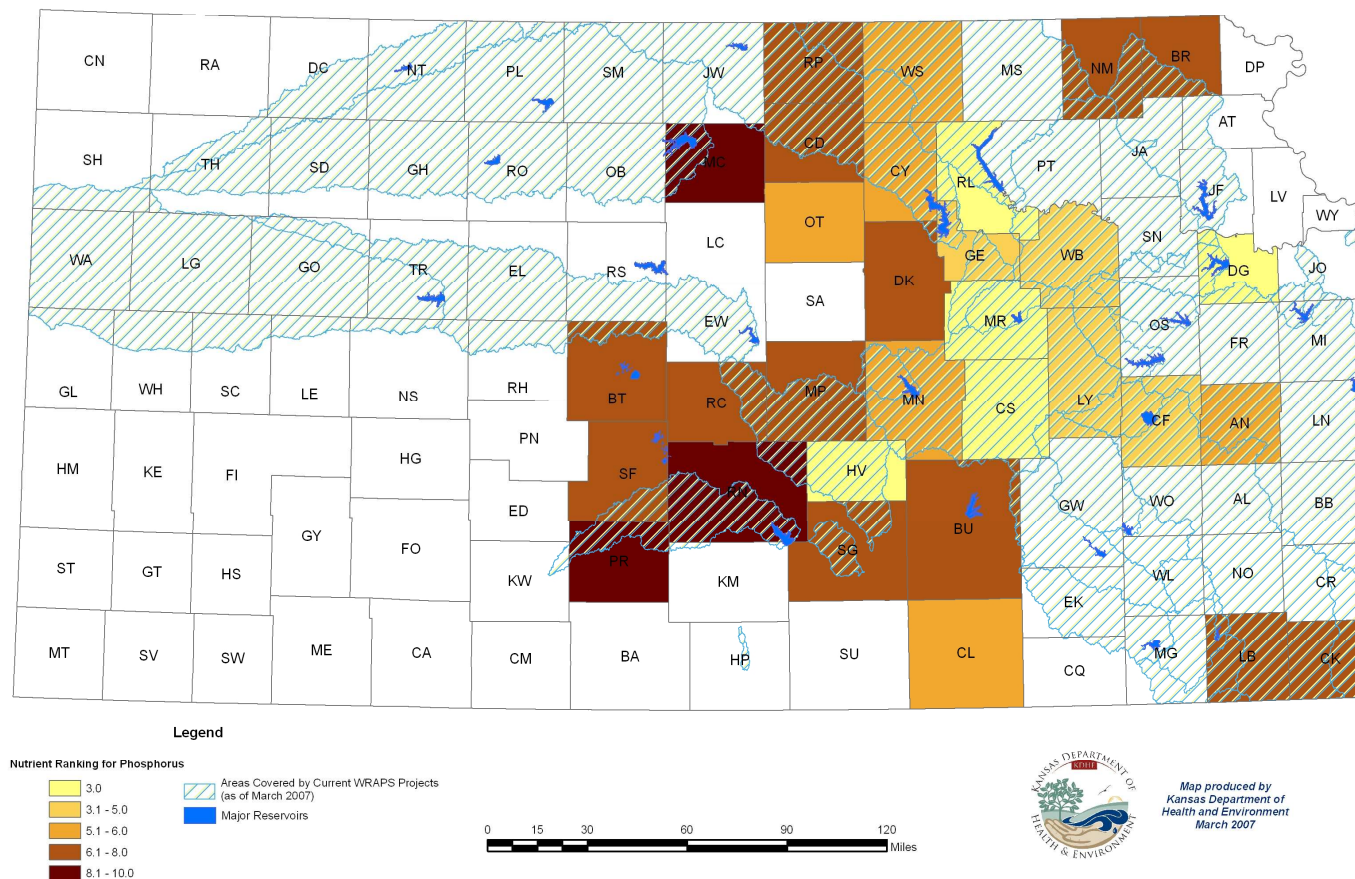 CN RA DC NT PL SM JW RP WS MS NM BR DP
AT
SH TH SD GH RO OB MC CD CY RL PT JA JF LV
WY
WA LG GO TR EL RS LC OT SA DK GE WB SN DG JO
EW MR OS FR MI
GL WH SC LE NS RH BT RC MP MN CS LY CF AN LN
HM KE FI HG PN SF HV
GY ED RN BU GW WO AL BB
ST GT HS FO KW PR KM SG EK WL NO CR
MT SV SW ME CA CM BA HP SU CL CQ MG LB CK
Legend
Nutrient Ranking for Phosphorus
3.0
3.1 - 5.0
5.1 - 6.0
6.1 - 8.0
8.1 - 10.0
Areas Covered by Current WRAPS Projects
(as of March 2007)
Major Reservoirs
0 15 30 60 90 120
Miles
KANSAS DEPARTMENT OF
KDHE
HEALTH & ENVIRONMENT
Map produced by
Kansas Department of
Health and Environment
March 2007